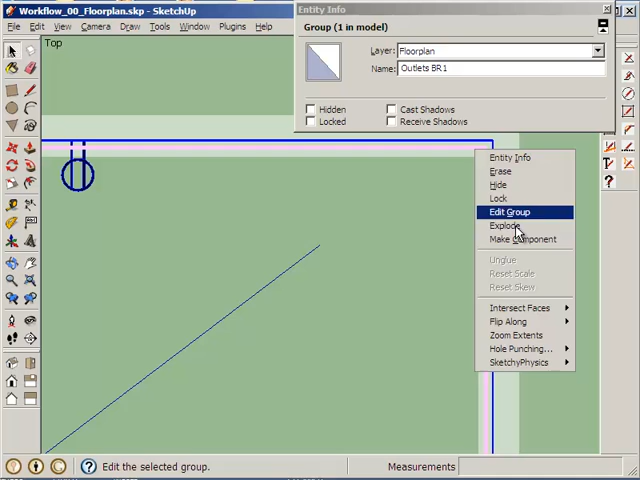 Workflow_00_Floorplan.skp - SketchUp
File Edit View Camera Draw Tools Window Plugins Help
Top
Entity Info
Group (1 in model)
Layer: Floorplan
Name: Outlets BR1
Hidden Cast Shadows
Locked Receive Shadows
Entity Info
Erase
Hide
Lock
Edit Group
Explode
Make Component
Unglue
Reset Scale
Reset Skew
Intersect Faces
Flip Along
Zoom Extents
Hole Punching...
SketchyPhysics
Edit the selected group.
Measurements